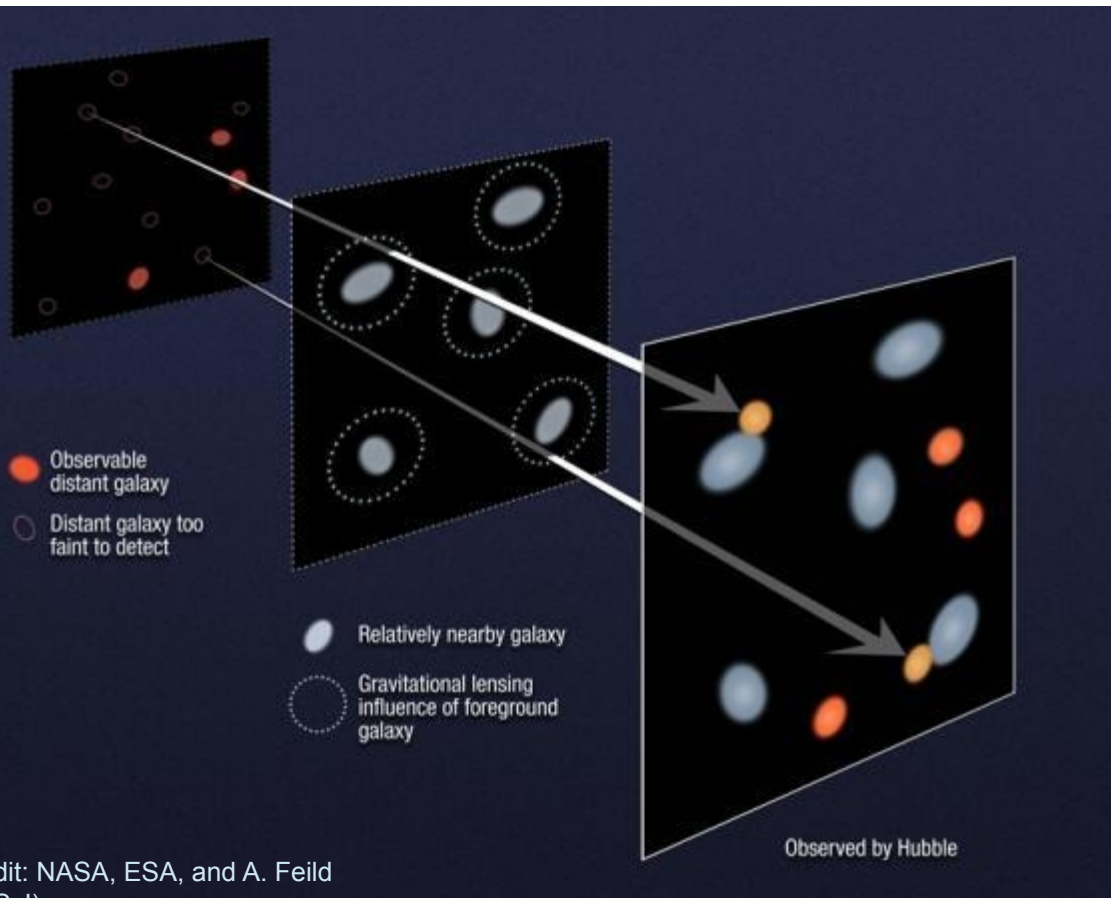 Observable
distant galaxy
Distant galaxy too
faint to detect
Relatively nearby galaxy
Gravitational lensing
influence of foreground
galaxy
Observed by Hubble
dit: NASA, ESA, and A. Feild